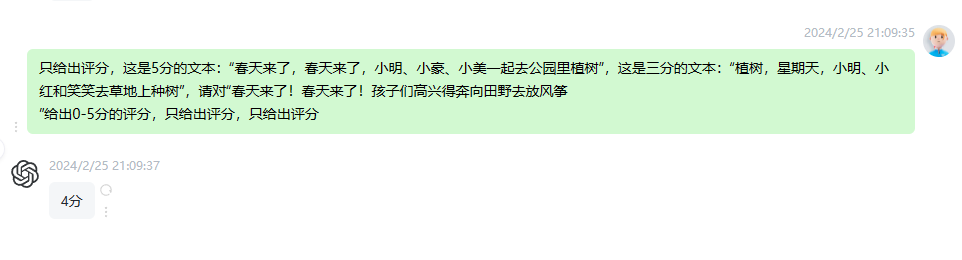 2024/2/25 21:09:35
只给出评分，这是5分的文本：“春天来了，春天来了，小明、小豪、小美一起去公园里植树”，这是三分的文本：“植树，星期天，小明、小
红和笑笑去草地上种树”，请对“春天来了！春天来了！孩子们高兴得奔向田野去放风筝
”给出0-5分的评分，只给出评分，只给出评分
2024/2/25 21:09:37
4分